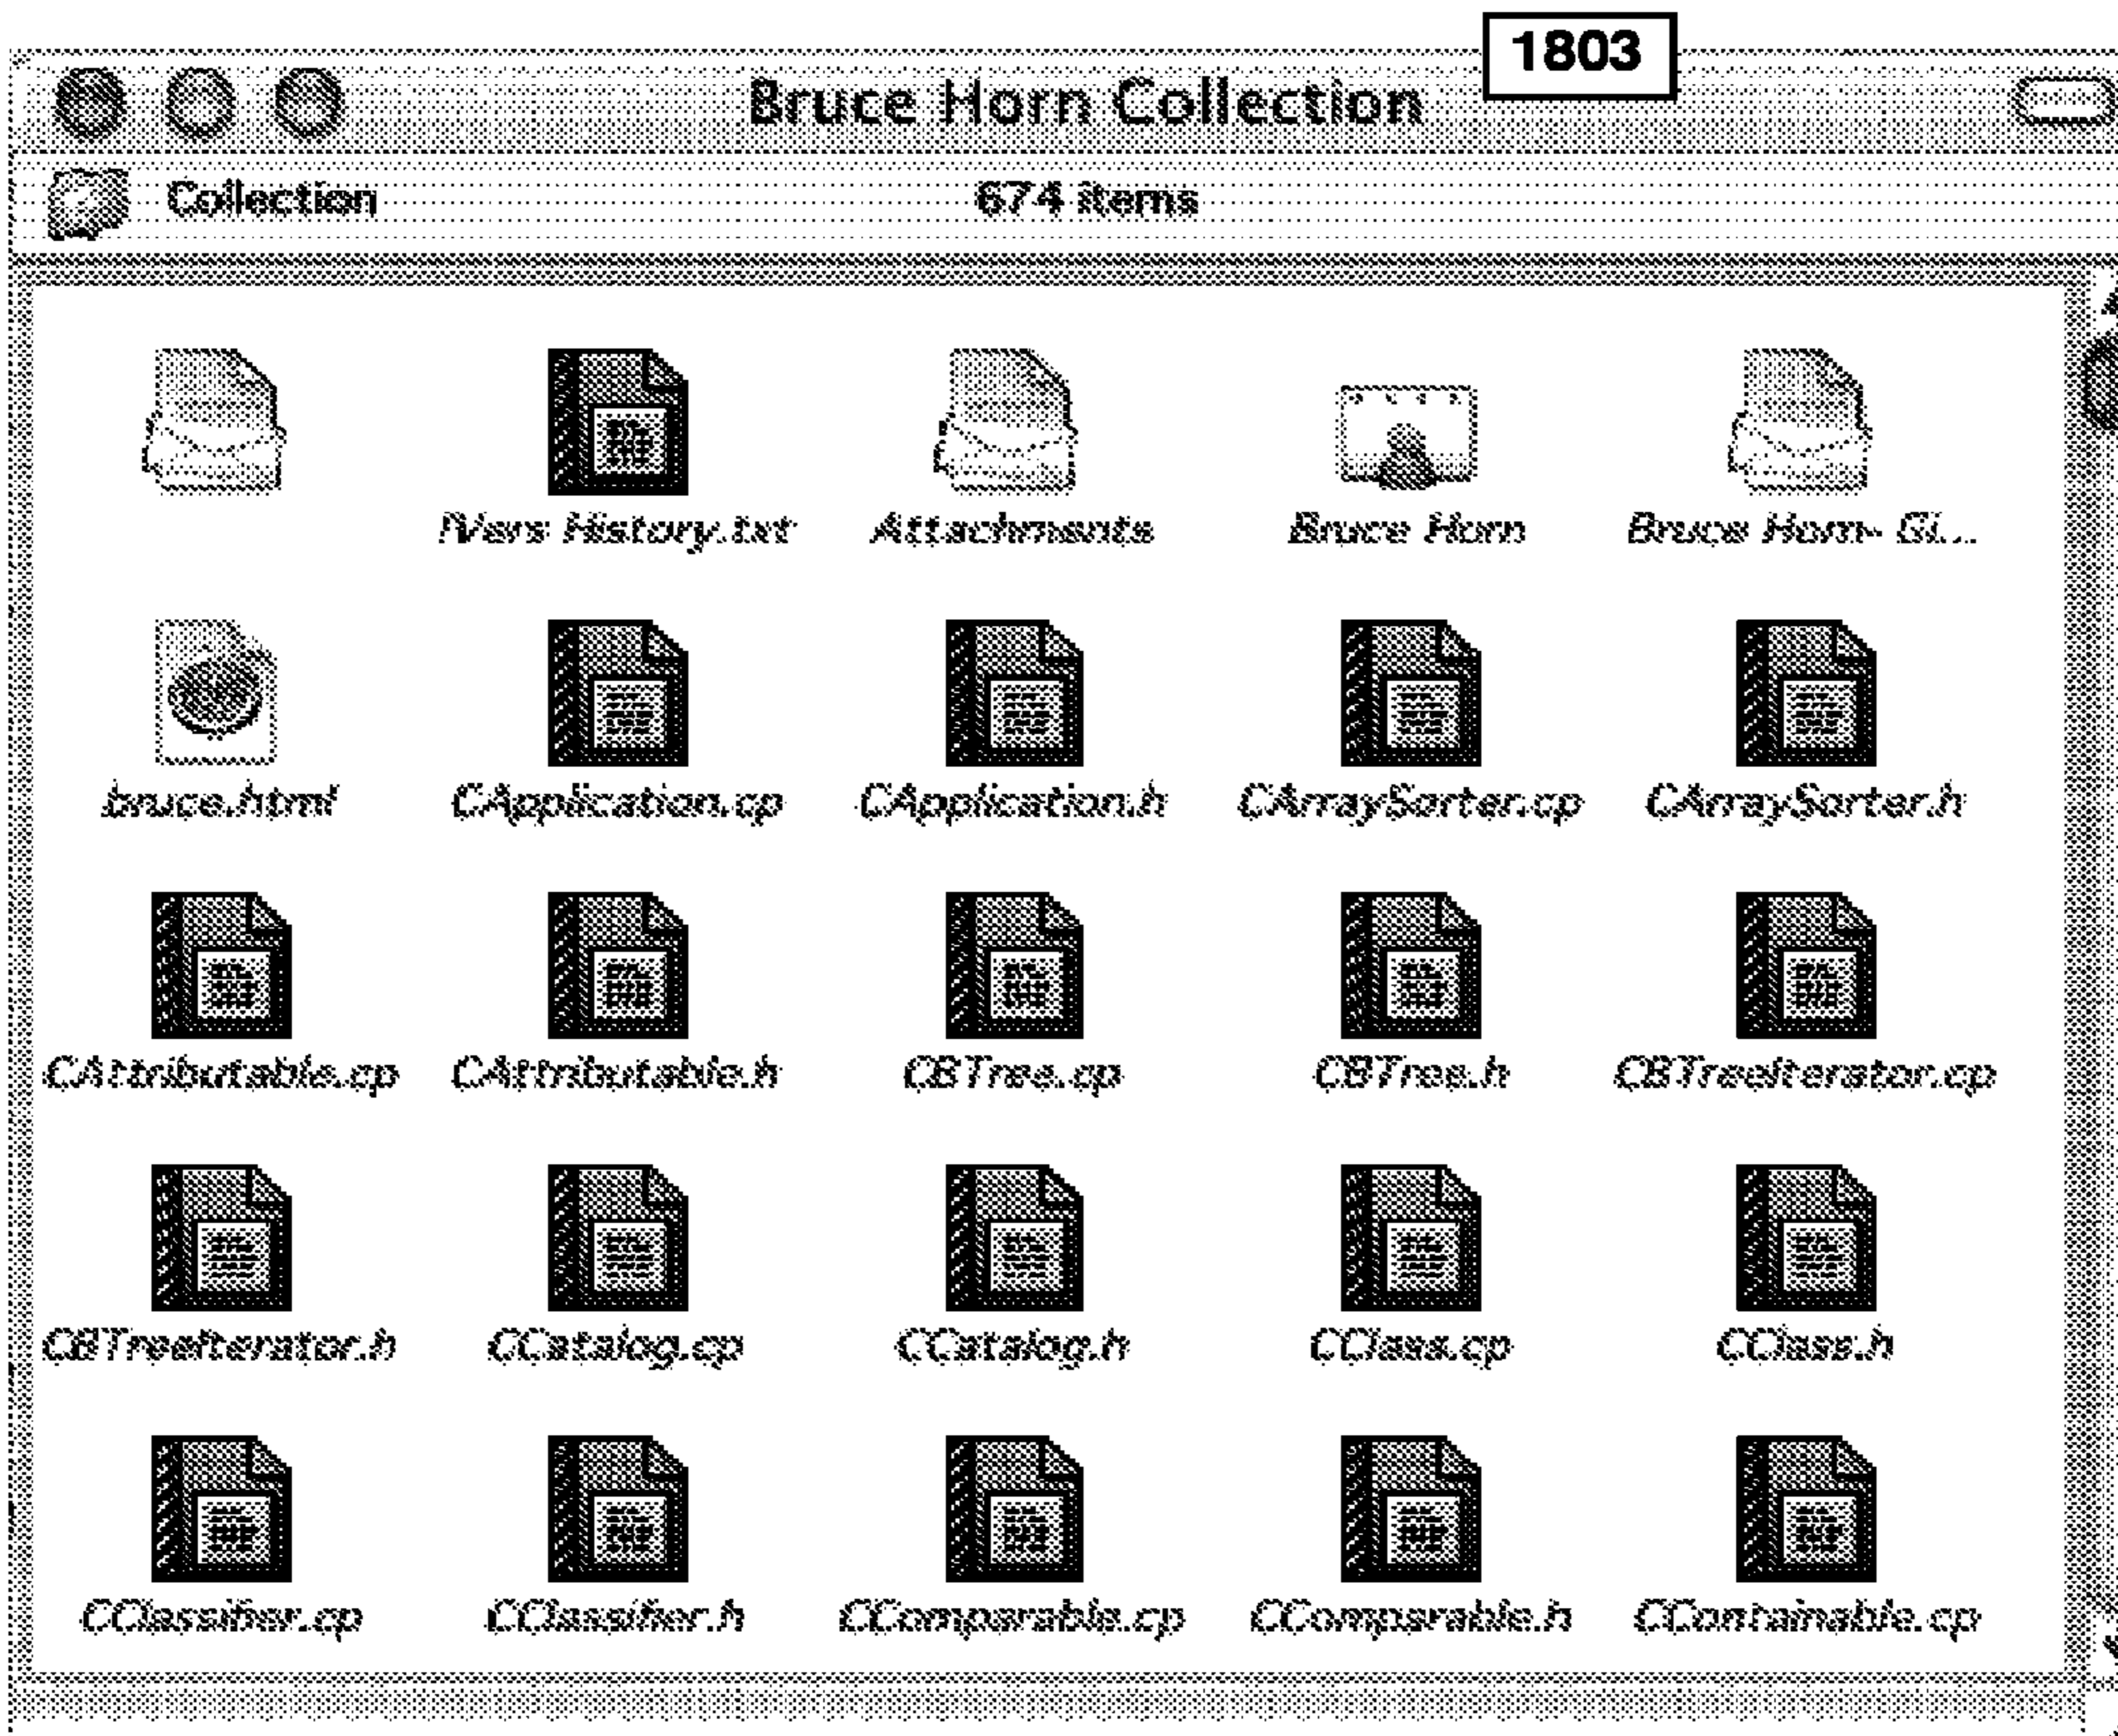 1803
Bruce Horn Collection
Collection 674 items
!Vers History.txt Attachments Bruce Horn Bruce Horn- Gi...
bruce.html CApplication.cp CApplication.h CArraySorter.cp CArraySorter.h
CAttributable.cp CAttributable.h CBTree.cp CBTree.h CBTreeIterator.cp
CBTreeIterator.h CCatalog.cp CCatalog.h CClass.cp CClass.h
CClassifier.cp CClassifier.h CComparable.cp CComparable.h CContainable.cp